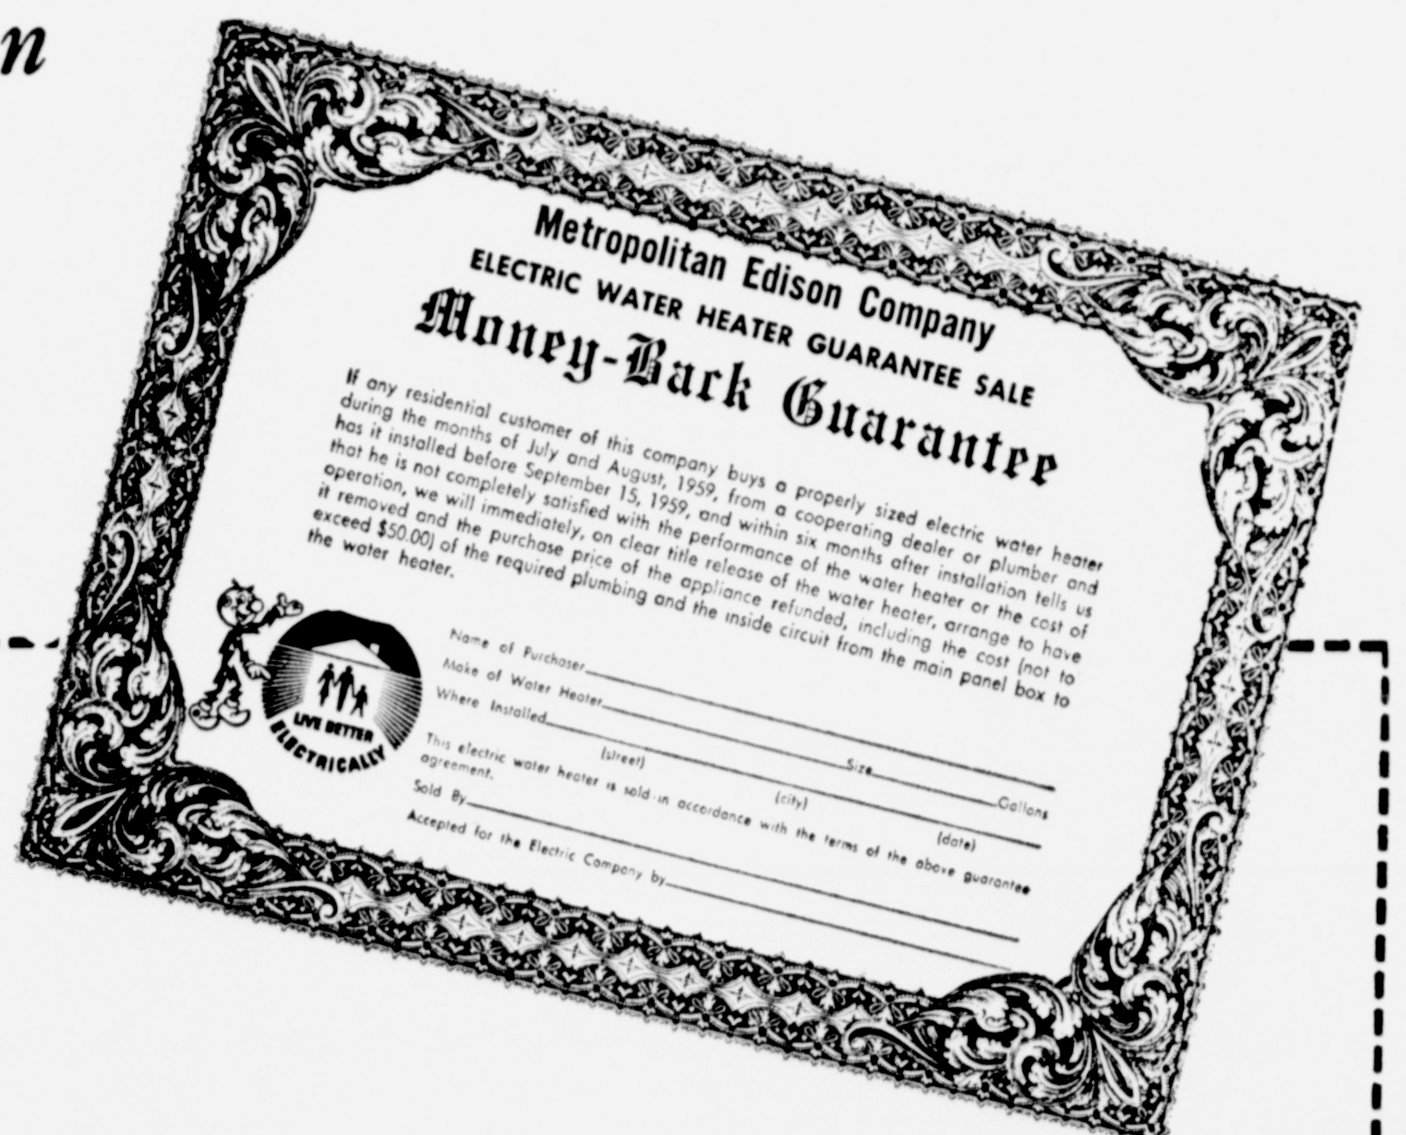 n
Metropolitan Edison Company
ELECTRIC WATER HEATER GUARANTEE SALE
Money-Back Guarantee
If any residential customer of this company buys a properly sized electric water heater
during the months of July and August, 1959, from a cooperating dealer or plumber and
has it installed before September 15, 1959, and within six months after installation tells us
that he is not completely satisfied with the performance of the water heater or the cost of
operation, we will immediately, on clear title release of the water heater, arrange to have
it removed and the purchase price of the appliance refunded, including the cost (not to
exceed $50.00) of the required plumbing and the inside circuit from the main panel box to
the water heater.
LIVE BETTER
ELECTRICALLY
Name of Purchaser
Make of Water Heater Size Gallons
Where Installed
(street) (city) (date)
This electric water heater is sold in accordance with the terms of the above guarantee
agreement.
Sold By
Accepted for the Electric Company by